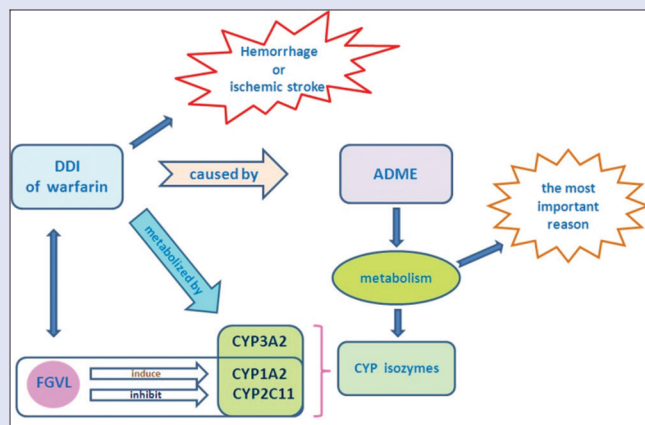 Hemorrhage
or
ischemic stroke
DDI
of warfarin
caused by
ADME
the most
important
reason
metabolized by
metabolism
CYP3A2
FGVL
induce
inhibit
CYP1A2
CYP2C11
CYP isozymes